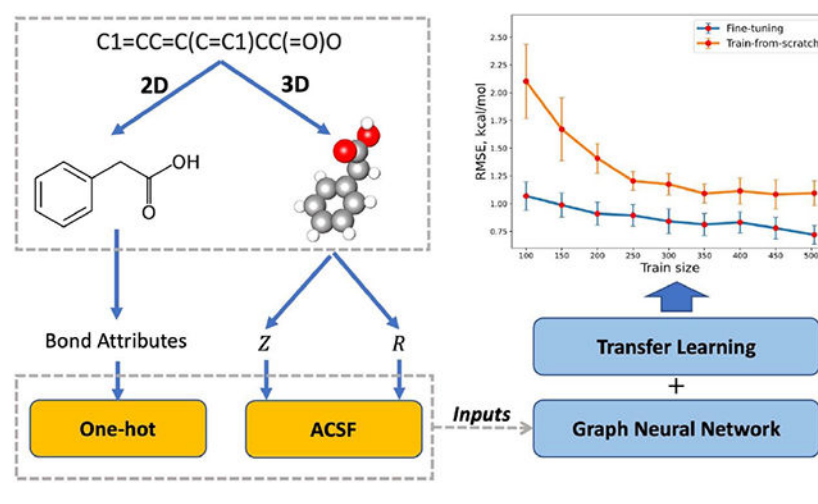 C1=CC=C(C=C1)CC(=O)O
2D
3D
OH
O
Bond Attributes
Z
R
One-hot
ACSF
Inputs
Fine-tuning
Train-from-scratch
RMSE, kcal/mol
2.50
2.25
2.00
1.75
1.50
1.25
1.00
0.75
100 150 200 250 300 350 400 450 500
Train size
Transfer Learning
+
Graph Neural Network